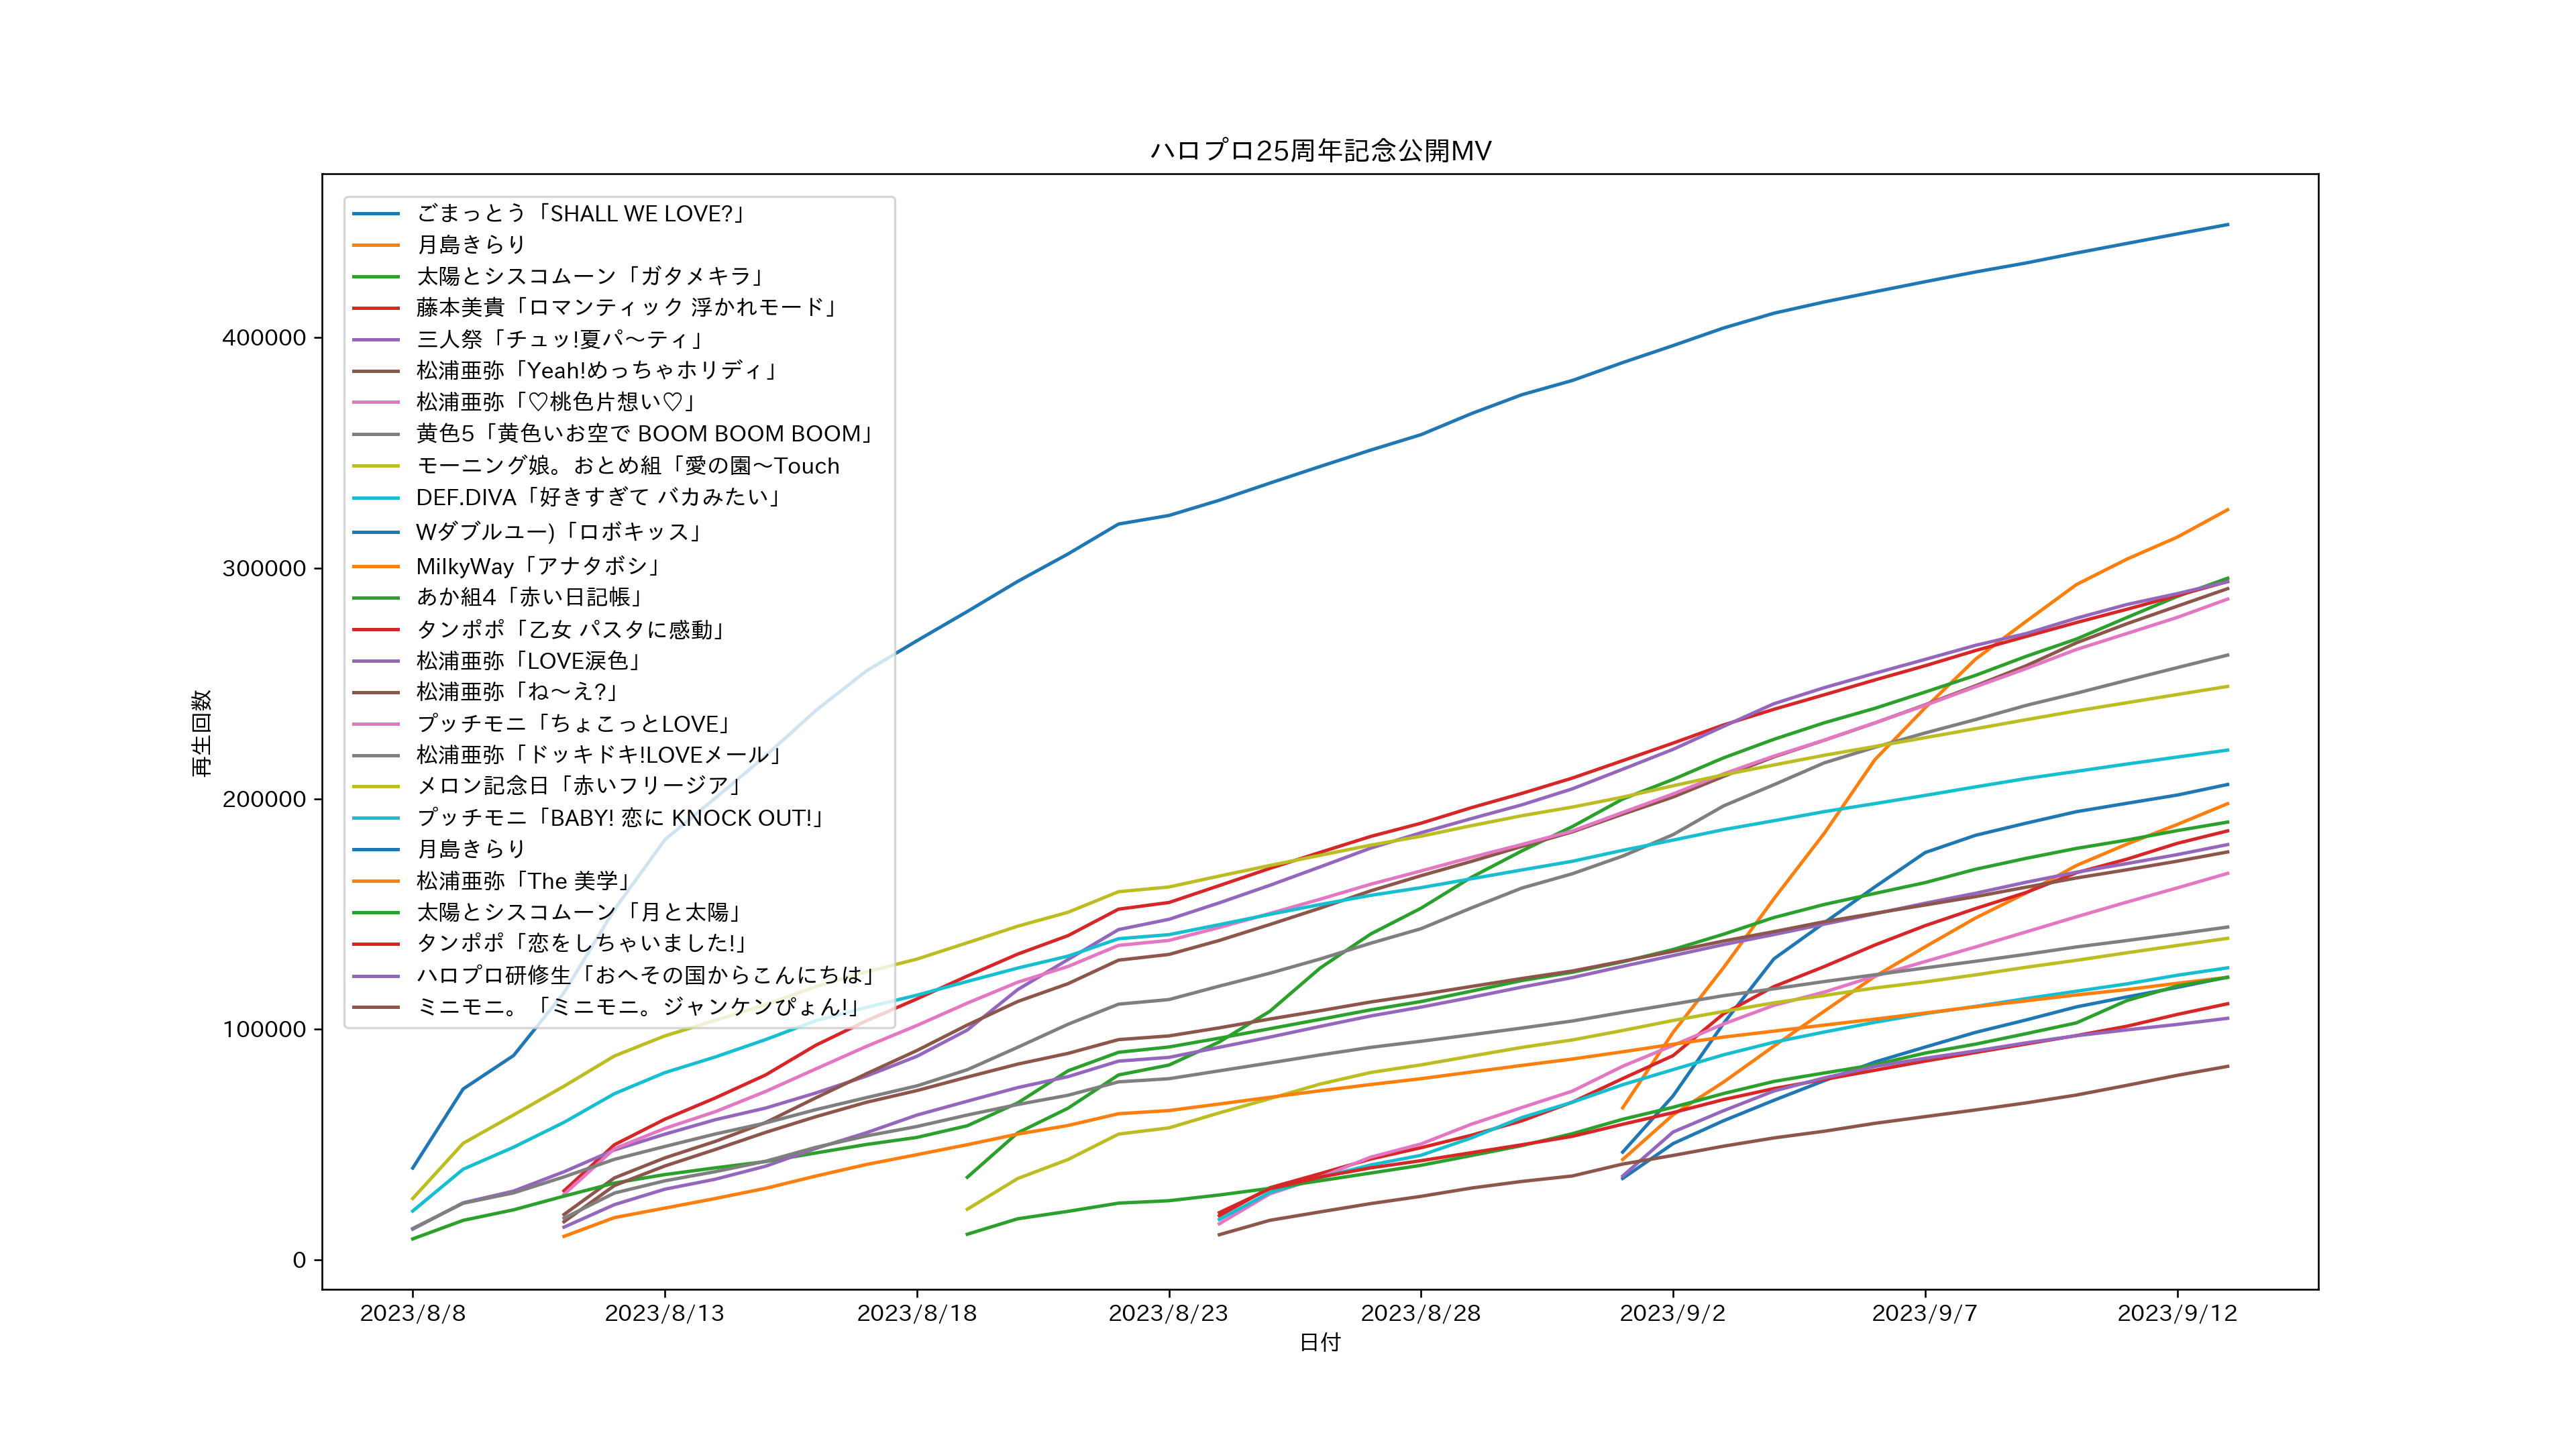 ハロプロ25周年記念公開MV
ごまっとう「SHALL WE LOVE?」
月島きらり
太陽とシスコムーン「ガタメキラ」
藤本美貴「ロマンティック 浮かれモード」
三人祭「チュッ!夏パ〜ティ」
松浦亜弥「Yeah!めっちゃホリディ」
松浦亜弥「♡桃色片想い♡」
黄色5「黄色いお空で BOOM BOOM BOOM」
モーニング娘。おとめ組「愛の園〜Touch
DEF.DIVA「好きすぎて バカみたい」
Wダブルユー)「ロボキッス」
MilkyWay「アナタボシ」
あか組4「赤い日記帳」
タンポポ「乙女 パスタに感動」
松浦亜弥「LOVE涙色」
松浦亜弥「ね〜え?」
プッチモニ「ちょこっとLOVE」
松浦亜弥「ドッキドキ!LOVEメール」
メロン記念日「赤いフリージア」
プッチモニ「BABY! 恋に KNOCK OUT!」
月島きらり
松浦亜弥「The 美学」
太陽とシスコムーン「月と太陽」
タンポポ「恋をしちゃいました!」
ハロプロ研修生「おへその国からこんにちは」
ミニモニ。「ミニモニ。ジャンケンぴょん!」
再生回数
400000
300000
200000
100000
0
2023/8/8
2023/8/13
2023/8/18
2023/8/23
2023/8/28
2023/9/2
2023/9/7
2023/9/12
日付